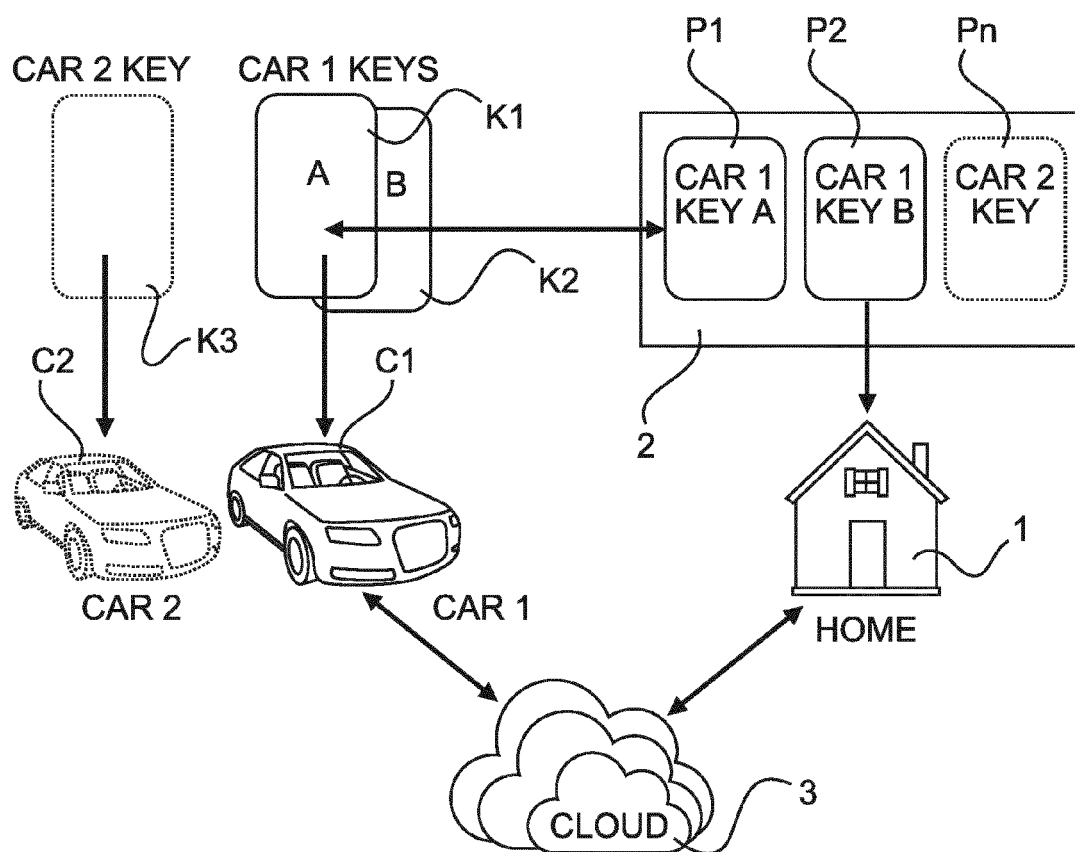 P1
P2
Pn
CAR 2 KEY
CAR 1 KEYS
K1
A
B
CAR 1
KEY A
CAR 1
KEY B
CAR 2
KEY
K2
K3
C2
C1
2
1
CAR 2
CAR 1
HOME
3
CLOUD